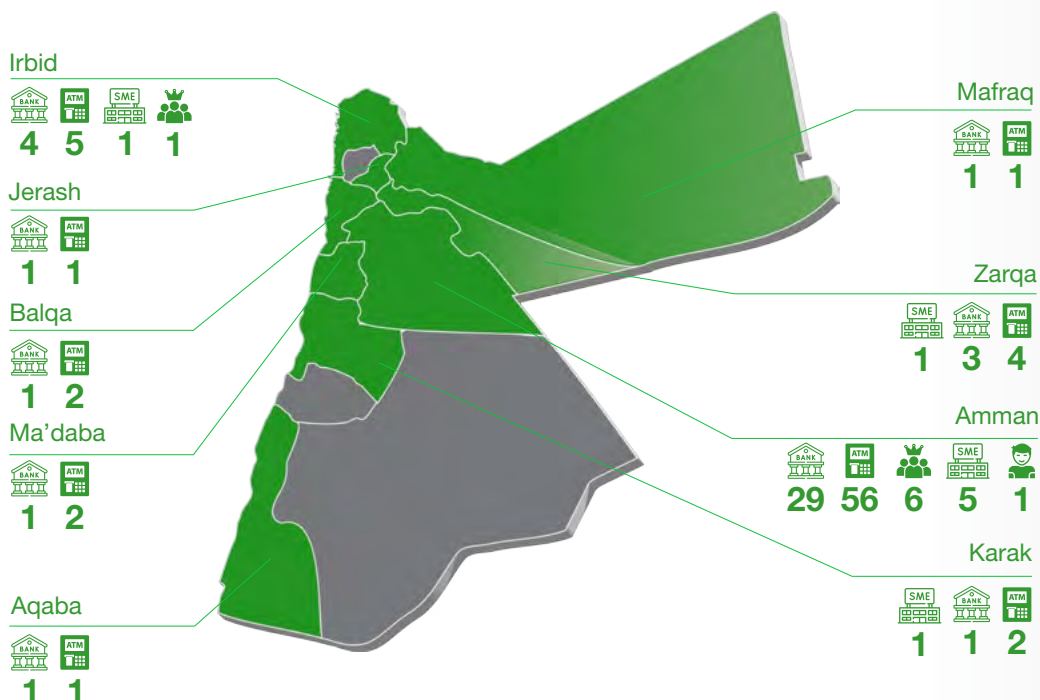 Irbid
BANK ATM SME
4 5 1 1
Jerash
BANK ATM
1 1
Balqa
BANK ATM
1 2
Ma’daba
BANK ATM
1 2
Aqaba
BANK ATM
1 1
Mafraq
BANK ATM
1 1
Zarqa
SME BANK ATM
1 3 4
Amman
BANK ATM SME
29 56 6 5 1
Karak
SME BANK ATM
1 1 2